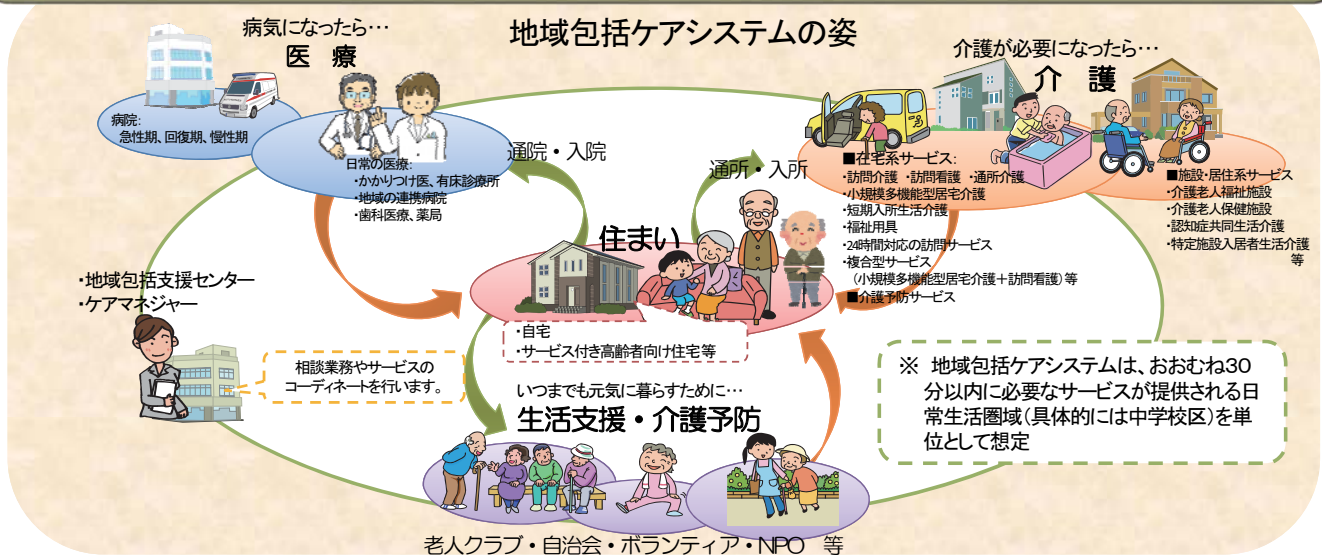 地域包括ケアシステムの姿
病気になったら…
医 療
病院:
急性期、回復期、慢性期
日常の医療:
・かかりつけ医、有床診療所
・地域の連携病院
・歯科医療、薬局
通院・入院
通所・入所
介護が必要になったら…
介 護
■在宅系サービス:
・訪問介護 ・訪問看護 ・通所介護
・小規模多機能型居宅介護
・短期入所生活介護
・福祉用具
・24時間対応の訪問サービス
・複合型サービス
(小規模多機能型居宅介護+訪問看護)等
■介護予防サービス
■施設・居住系サービス
・介護老人福祉施設
・介護老人保健施設
・認知症共同生活介護
・特定施設入居者生活介護
等
住まい
・自宅
・サービス付き高齢者向け住宅等
・地域包括支援センター
・ケアマネジャー
相談業務やサービスの
コーディネートを行います。
いつまでも元気に暮らすために…
生活支援・介護予防
老人クラブ・自治会・ボランティア・NPO 等
※ 地域包括ケアシステムは、おおむね30
分以内に必要なサービスが提供される日
常生活圏域(具体的には中学校区)を単
位として想定